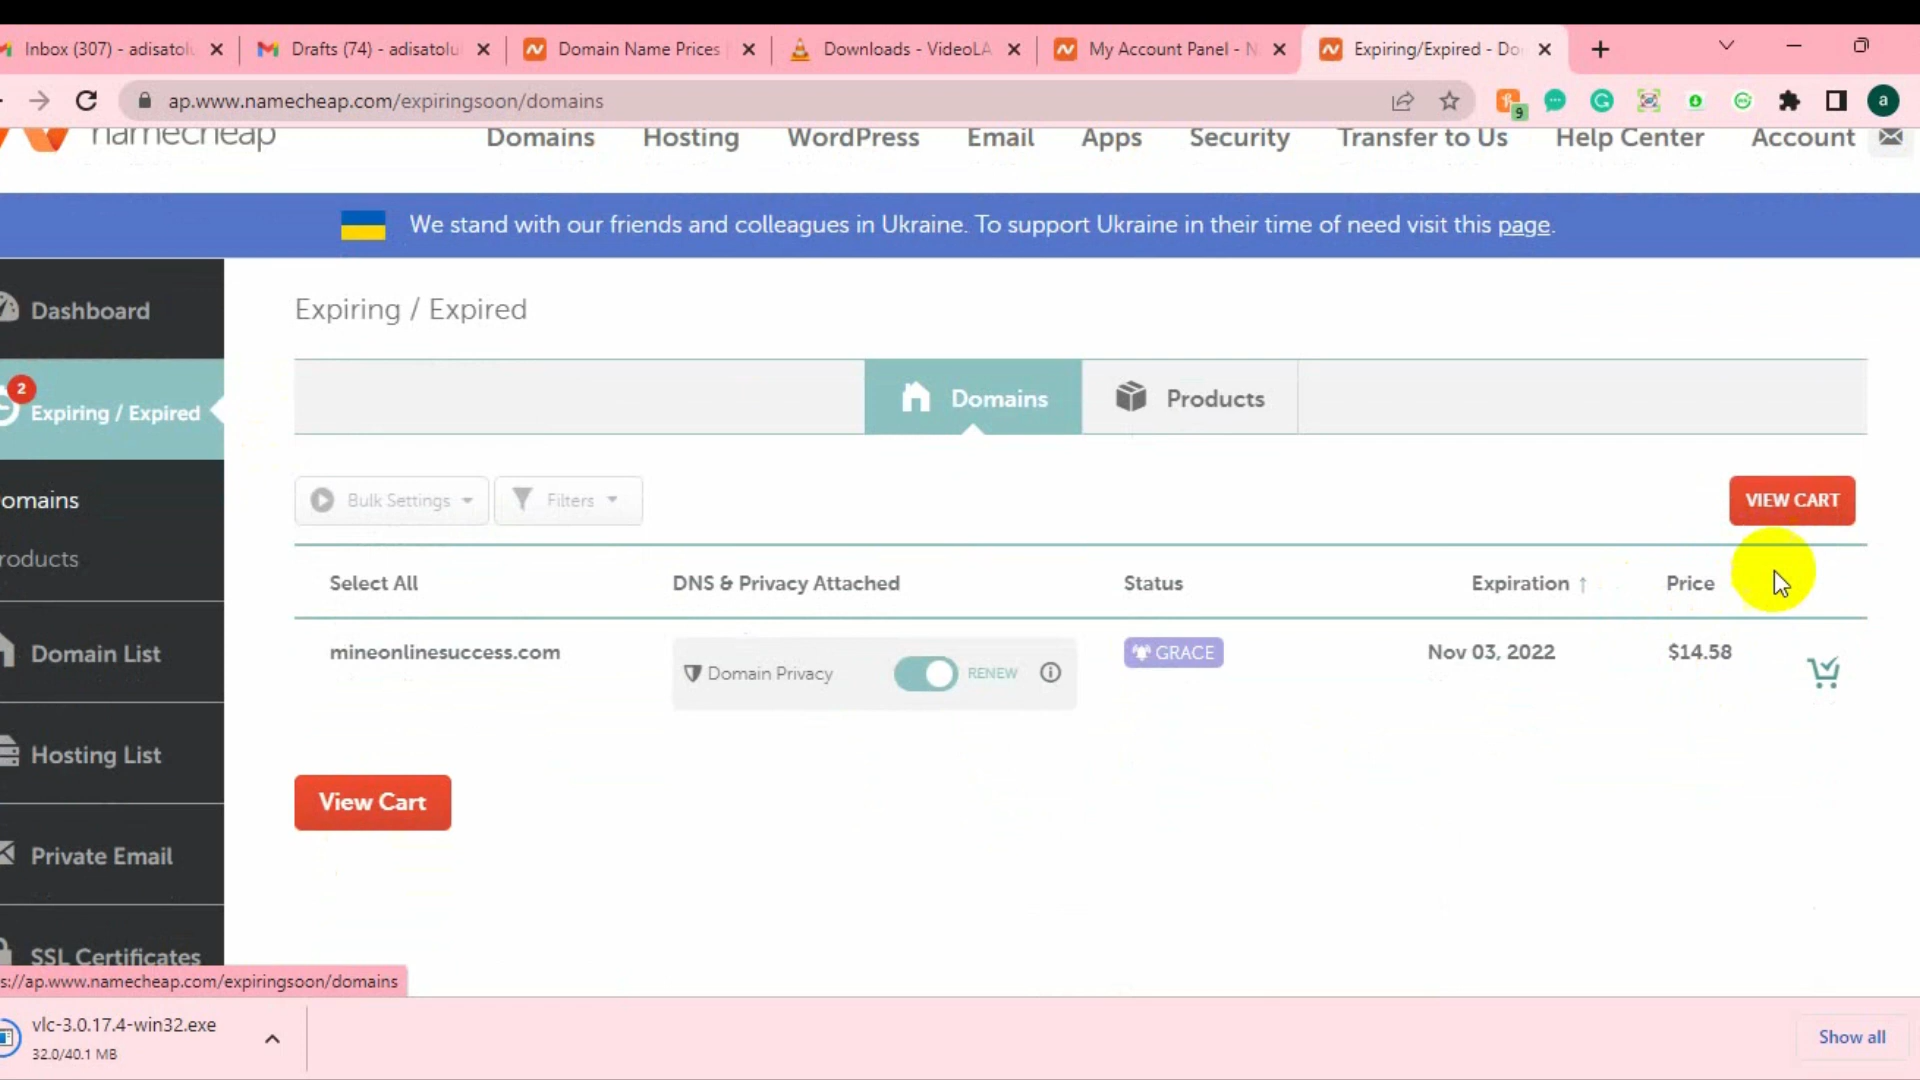 Inbox (307) - adisatol
Drafts (74) - adisatolu
Domain Name Prices
Downloads - VideoLA
My Account Panel - N
Expiring/Expired - Do
ap.www.namecheap.com/expiringsoon/domains
9
a
namecheap
Domains
Hosting
WordPress
Email
Apps
Security
Transfer to Us
Help Center
Account
We stand with our friends and colleagues in Ukraine. To support Ukraine in their time of need visit this page.
Dashboard
2
Expiring / Expired
omains
roducts
Domain List
Hosting List
Private Email
SSL Certificates
Expiring / Expired
Domains
Products
Bulk Settings
Filters
VIEW CART
Select All
DNS & Privacy Attached
Status
Expiration ↑
Price
mineonlinesuccess.com
Domain Privacy
RENEW
GRACE
Nov 03, 2022
$14.58
View Cart
s://ap.www.namecheap.com/expiringsoon/domains
vlc-3.0.17.4-win32.exe
32.0/40.1 MB
Show all